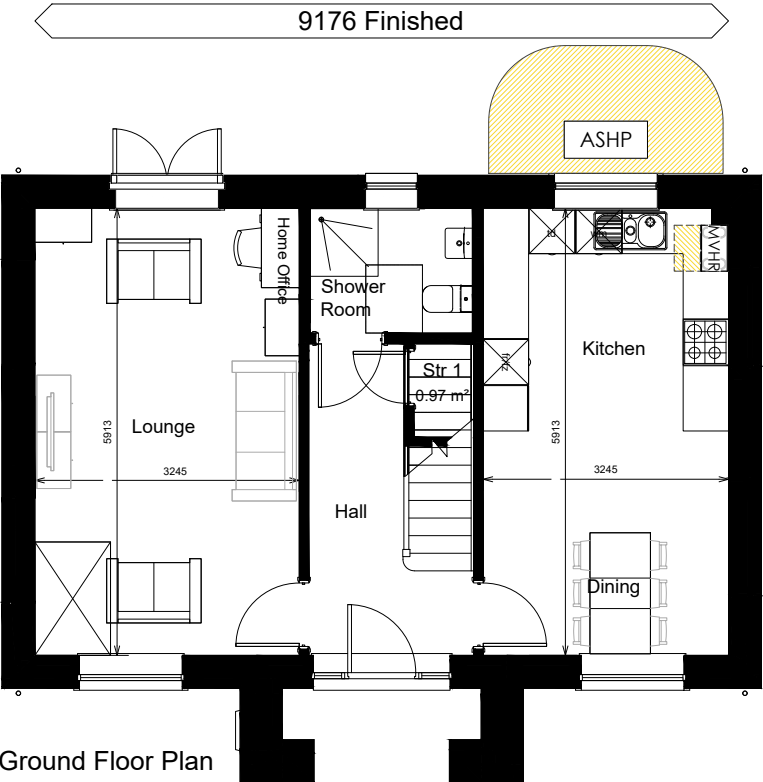 9176 Finished
ASHP
Home Office
MVHR
Shower
Room
Kitchen
Str 1
0.97 m²
frz
Lounge
5913
5913
3245
3245
Hall
Dining
Ground Floor Plan